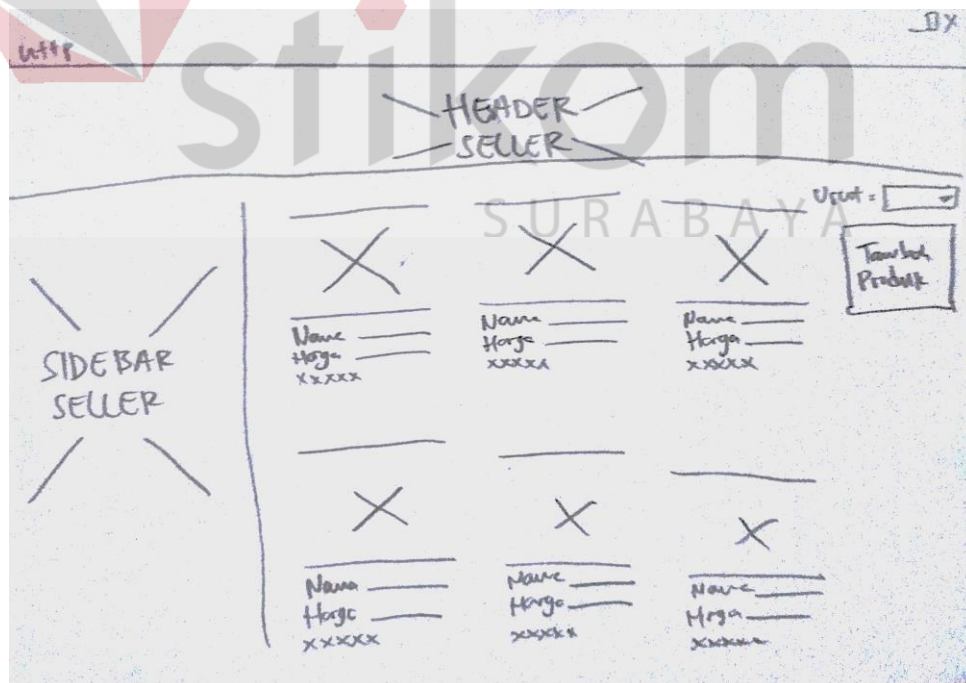 http
_ □ X
stikom
SURABAYA
HEADER
SELLER
Urut = 
Tambah
Produk
SIDEBAR
SELLER
Nama
Harga
xxxxx
Nama
Harga
xxxxx
Nama
Harga
xxxxx
Nama
Harga
xxxxx
Nama
Harga
xxxxx
Nama
Hrga
xxxxx